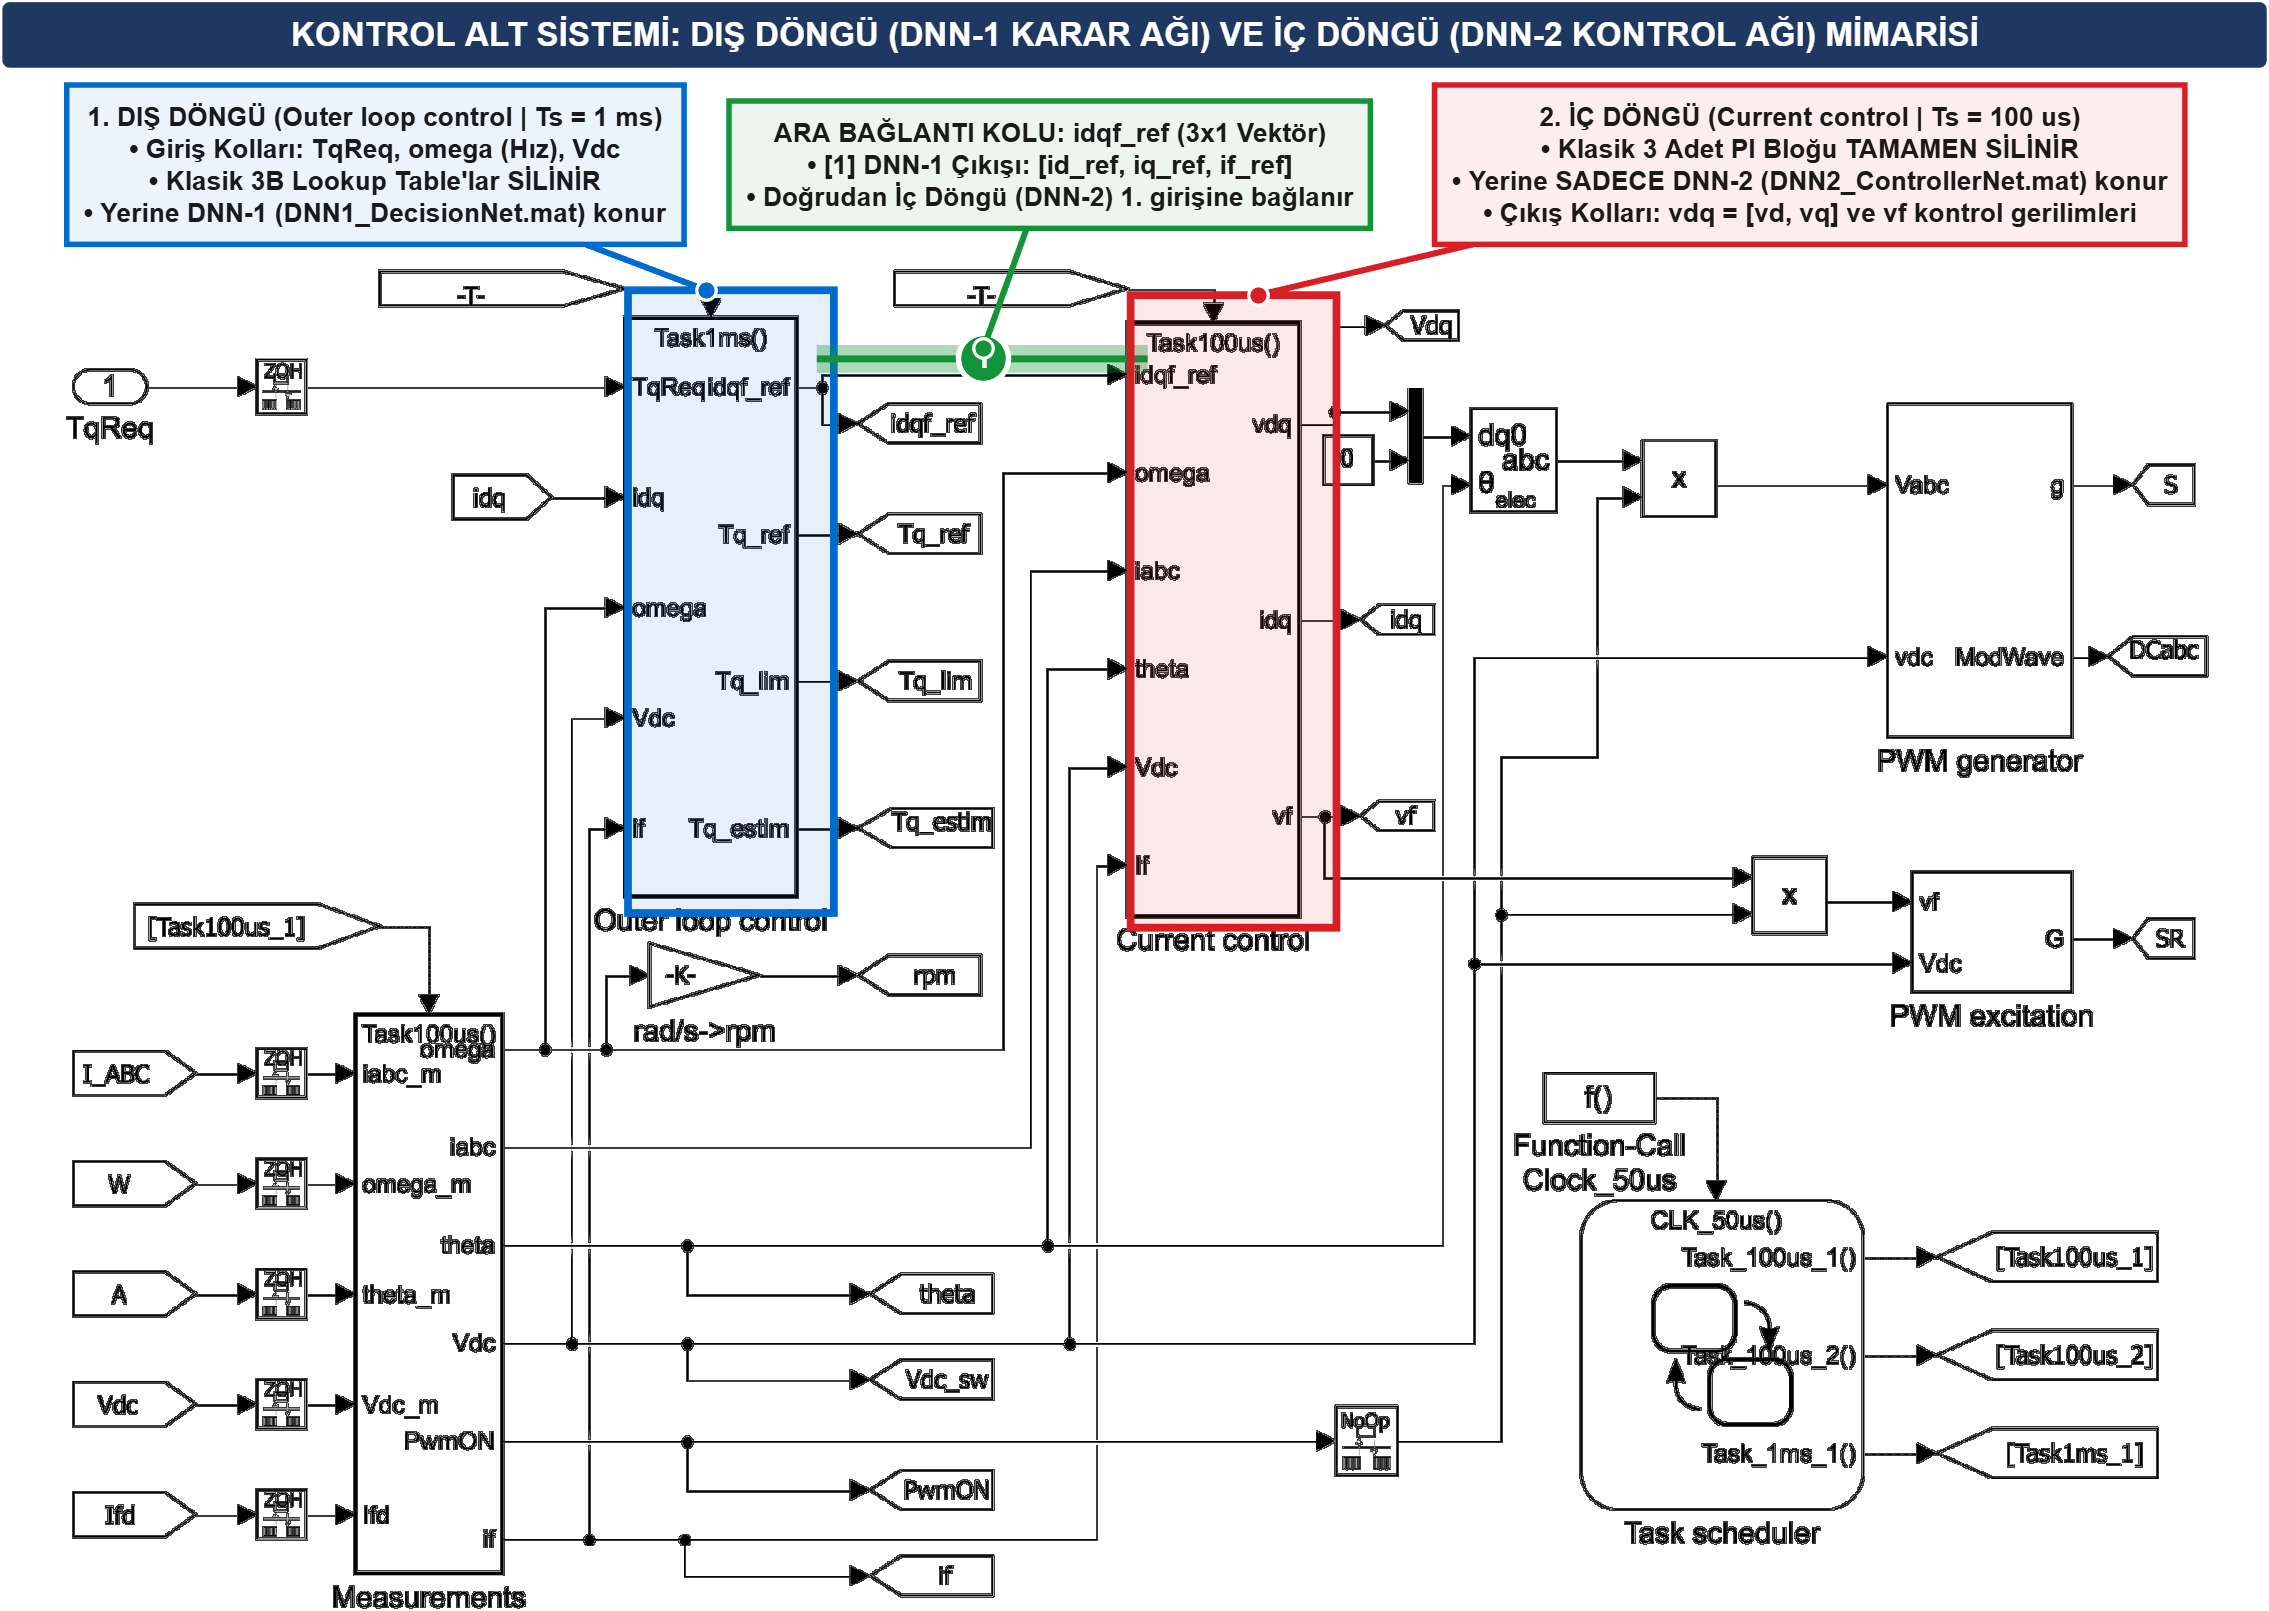 KONTROL ALT SİSTEMİ: DIŞ DÖNGÜ (DNN-1 KARAR AĞI) VE İÇ DÖNGÜ (DNN-2 KONTROL AĞI) MİMARİSİ
1. DIŞ DÖNGÜ (Outer loop control | Ts = 1 ms)
• Giriş Kolları: TqReq, omega (Hız), Vdc
• Klasik 3B Lookup Table'lar SİLİNİR
• Yerine DNN-1 (DNN1_DecisionNet.mat) konur
ARA BAĞLANTI KOLU: idqf_ref (3x1 Vektör)
• [1] DNN-1 Çıkışı: [id_ref, iq_ref, if_ref]
• Doğrudan İç Döngü (DNN-2) 1. girişine bağlanır
2. İÇ DÖNGÜ (Current control | Ts = 100 us)
• Klasik 3 Adet PI Bloğu TAMAMEN SİLİNİR
• Yerine SADECE DNN-2 (DNN2_ControllerNet.mat) konur
• Çıkış Kolları: vdq = [vd, vq] ve vf kontrol gerilimleri
-T-
-T-
1
TqReq
ZOH
idq
Task1ms()
TqReq
idqf_ref
idq
Tq_ref
omega
Tq_lim
Vdc
if
Tq_estim
Outer loop control
idqf_ref
Tq_ref
Tq_lim
Tq_estim
-K-
rad/s->rpm
rpm
Task100us()
idqf_ref
vdq
omega
iabc
idq
theta
Vdc
vf
If
Current control
Vdq
0
idq
vf
dq0
abc
θ
elec
x
Vabc
g
vdc
ModWave
PWM generator
S
DCabc
x
vf
G
Vdc
PWM excitation
SR
[Task100us_1]
I_ABC
ZOH
W
ZOH
A
ZOH
Vdc
ZOH
Ifd
ZOH
Task100us()
omega
iabc_m
iabc
omega_m
theta
theta_m
Vdc
Vdc_m
PwmON
Ifd
if
Measurements
theta
Vdc_sw
PwmON
If
NoOp
f()
Function-Call
Clock_50us
CLK_50us()
Task_100us_1()
Task_100us_2()
Task_1ms_1()
Task scheduler
[Task100us_1]
[Task100us_2]
[Task1ms_1]